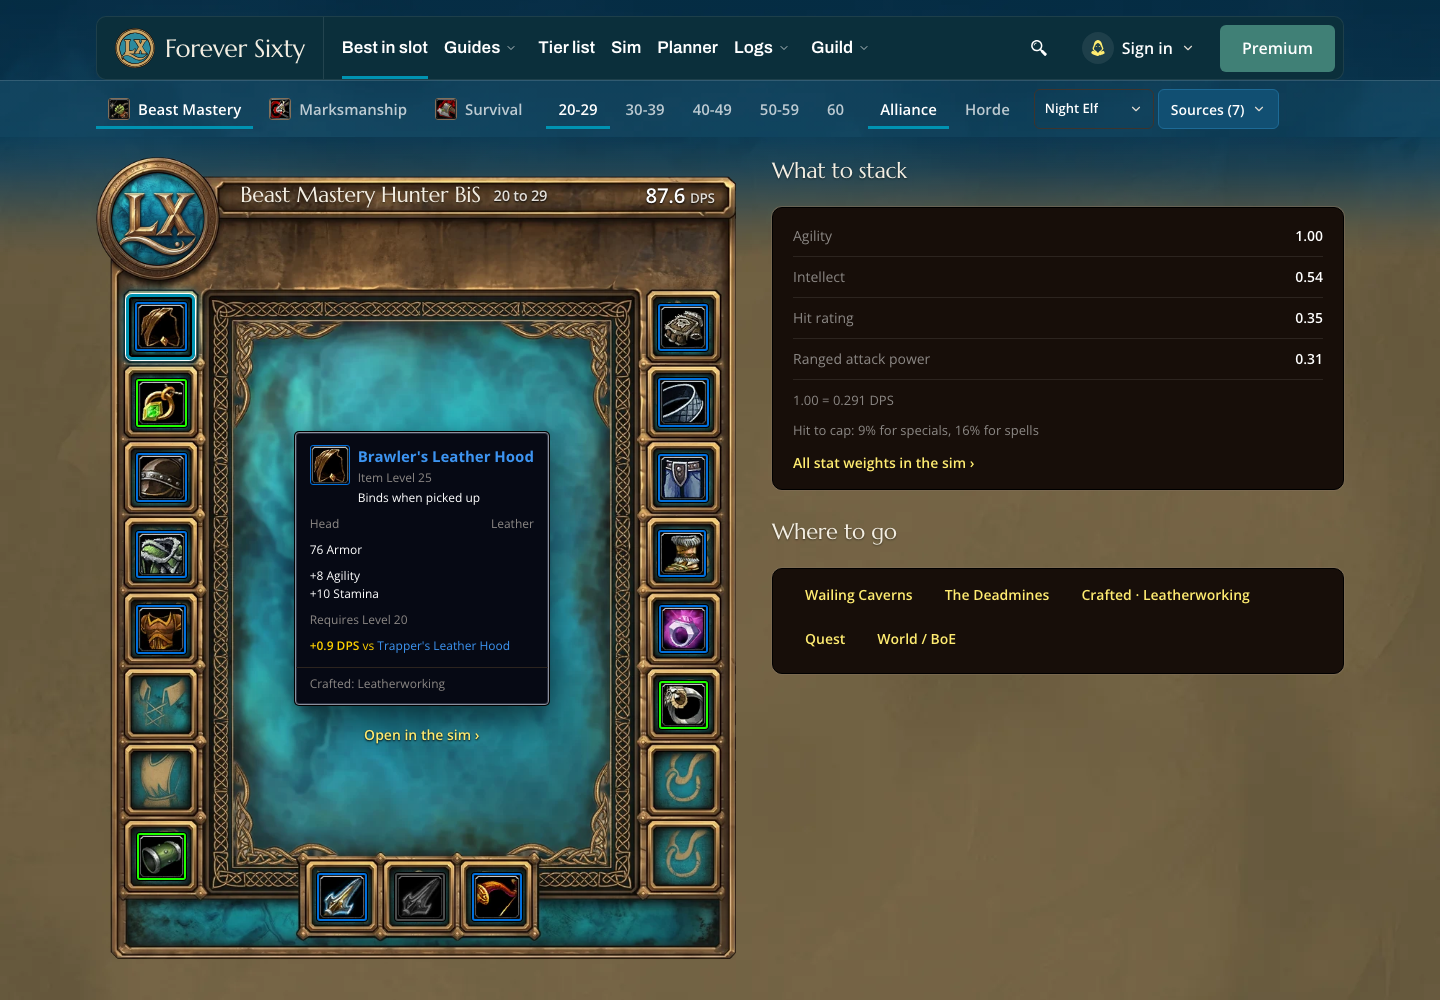 LX Forever Sixty
Best in slot Guides Tier list Sim Planner Logs Guild Sign in Premium
Beast Mastery Marksmanship Survival 20-29 30-39 40-49 50-59 60 Alliance Horde Night Elf Sources (7)
LX
Beast Mastery Hunter BiS 20 to 29 87.6 DPS
Brawler's Leather Hood
Item Level 25
Binds when picked up
Head Leather
76 Armor
+8 Agility
+10 Stamina
Requires Level 20
+0.9 DPS vs Trapper's Leather Hood
Crafted: Leatherworking
Open in the sim ›
What to stack
Agility 1.00
Intellect 0.54
Hit rating 0.35
Ranged attack power 0.31
1.00 = 0.291 DPS
Hit to cap: 9% for specials, 16% for spells
All stat weights in the sim ›
Where to go
Wailing Caverns The Deadmines Crafted · Leatherworking
Quest World / BoE